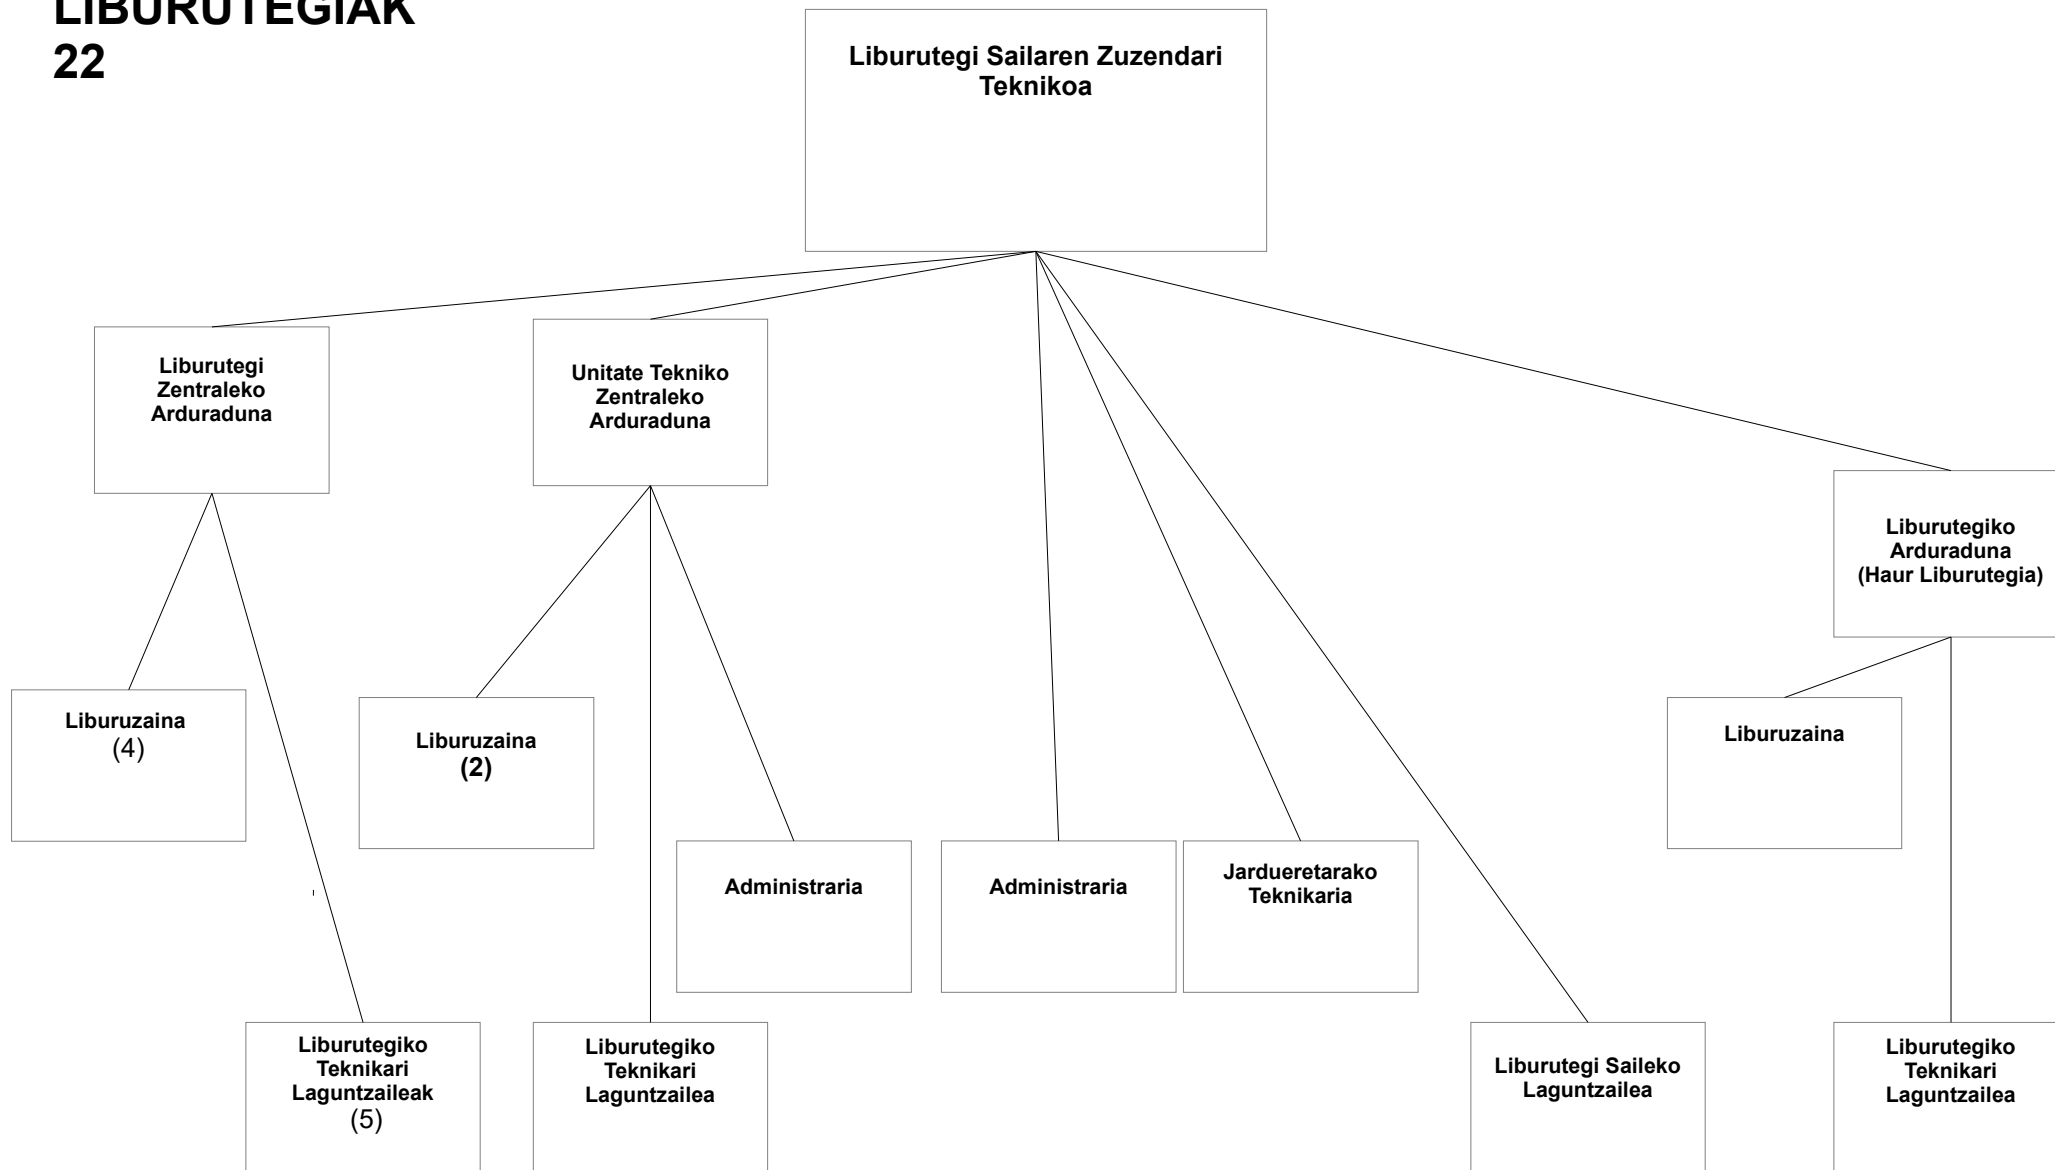 LIBURUTEGIAK
22
Liburutegi Sailaren Zuzendari
Teknikoa
Liburutegi
Zentraleko
Arduraduna
Unitate Tekniko
Zentraleko
Arduraduna
Liburutegiko
Arduraduna
(Haur Liburutegia)
Liburuzaina
(4)
Liburuzaina
(2)
Liburuzaina
Administraria
Administraria
Jardueretarako
Teknikaria
Liburutegiko
Teknikari
Laguntzaileak
(5)
Liburutegiko
Teknikari
Laguntzailea
Liburutegi Saileko
Laguntzailea
Liburutegiko
Teknikari
Laguntzailea